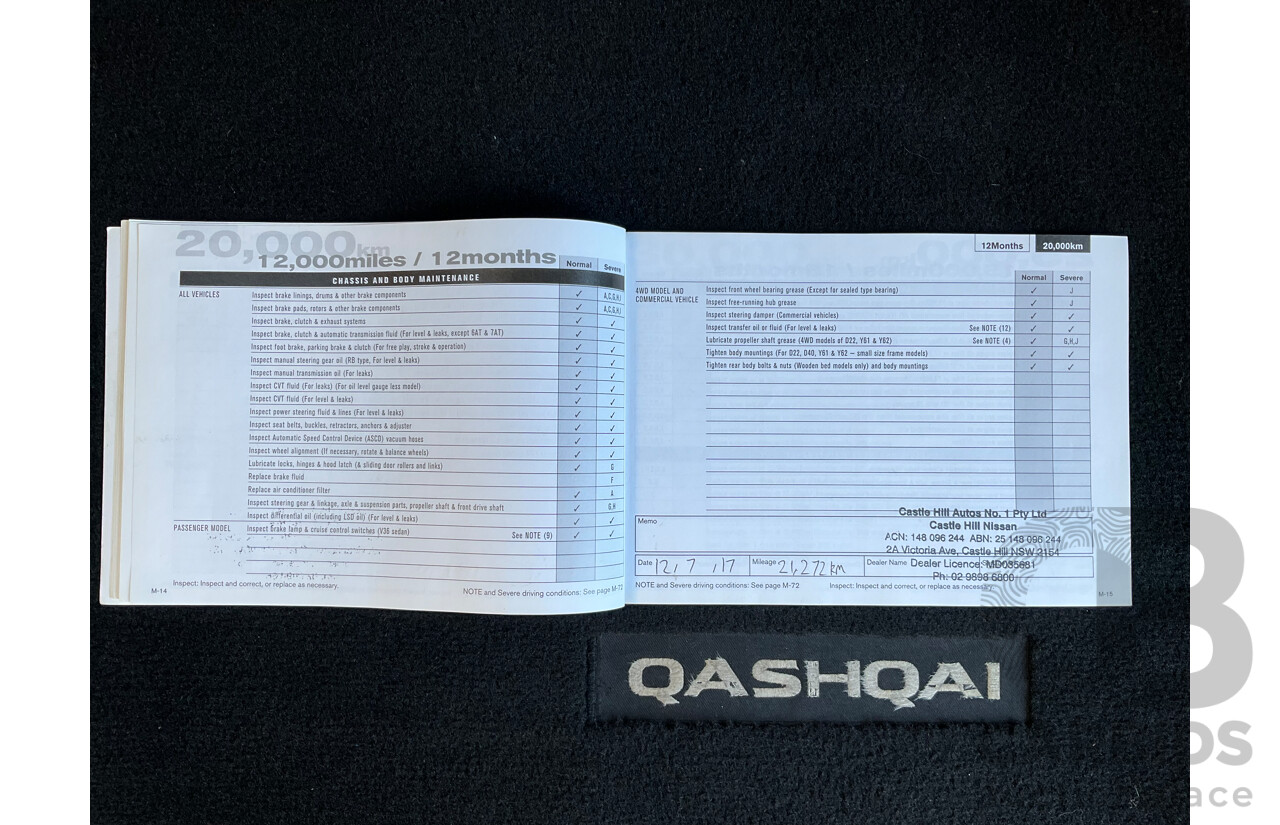 20,000km
12,000miles / 12months
Normal Severe
CHASSIS AND BODY MAINTENANCE
ALL VEHICLES
Inspect brake linings, drums & other brake components ✓ A,C,G,H,I
Inspect brake pads, rotors & other brake components ✓ A,C,G,H,I
Inspect brake, clutch & exhaust systems ✓ ✓
Inspect brake, clutch & automatic transmission fluid (For level & leaks, except 6AT & 7AT) ✓ ✓
Inspect foot brake, parking brake & clutch (For free play, stroke & operation) ✓ ✓
Inspect manual steering gear oil (RB type, For level & leaks) ✓ ✓
Inspect manual transmission oil (For leaks) ✓ ✓
Inspect CVT fluid (For leaks) (For oil level gauge less model) ✓ ✓
Inspect CVT fluid (For level & leaks) ✓ ✓
Inspect power steering fluid & lines (For level & leaks) ✓ ✓
Inspect seat belts, buckles, retractors, anchors & adjuster ✓ ✓
Inspect Automatic Speed Control Device (ASCD) vacuum hoses ✓ ✓
Inspect wheel alignment (If necessary, rotate & balance wheels) ✓ ✓
Lubricate locks, hinges & hood latch (& sliding door rollers and links) ✓ G
Replace brake fluid F
Replace air conditioner filter ✓ A
Inspect steering gear & linkage, axle & suspension parts, propeller shaft & front drive shaft ✓ G,H
Inspect differential oil (including LSD oil) (For level & leaks) ✓ ✓
PASSENGER MODEL Inspect brake lamp & cruise control switches (V36 sedan) See NOTE (9) ✓ ✓
Inspect: Inspect and correct, or replace as necessary.
M-14 NOTE and Severe driving conditions: See page M-72
12Months 20,000km
Normal Severe
4WD MODEL AND COMMERCIAL VEHICLE
Inspect front wheel bearing grease (Except for sealed type bearing) ✓ J
Inspect free-running hub grease ✓ J
Inspect steering damper (Commercial vehicles) ✓ ✓
Inspect transfer oil or fluid (For level & leaks) See NOTE (12) ✓ ✓
Lubricate propeller shaft grease (4WD models of D22, Y61 & Y62) See NOTE (4) ✓ G,H,J
Tighten body mountings (For D22, D40, Y61 & Y62 – small size frame models) ✓ ✓
Tighten rear body bolts & nuts (Wooden bed models only) and body mountings ✓ ✓
Castle Hill Autos No. 1 Pty Ltd
Memo Castle Hill Nissan
ACN: 148 096 244 ABN: 25 148 096 244
2A Victoria Ave, Castle Hill NSW 2154
Date 12, 7, 17 Mileage 21,272 km Dealer Name Dealer Licence: MD035881
Ph: 02 9898 6800
NOTE and Severe driving conditions: See page M-72 Inspect: Inspect and correct, or replace as necessary.
M-15
QASHQAI
os
ace